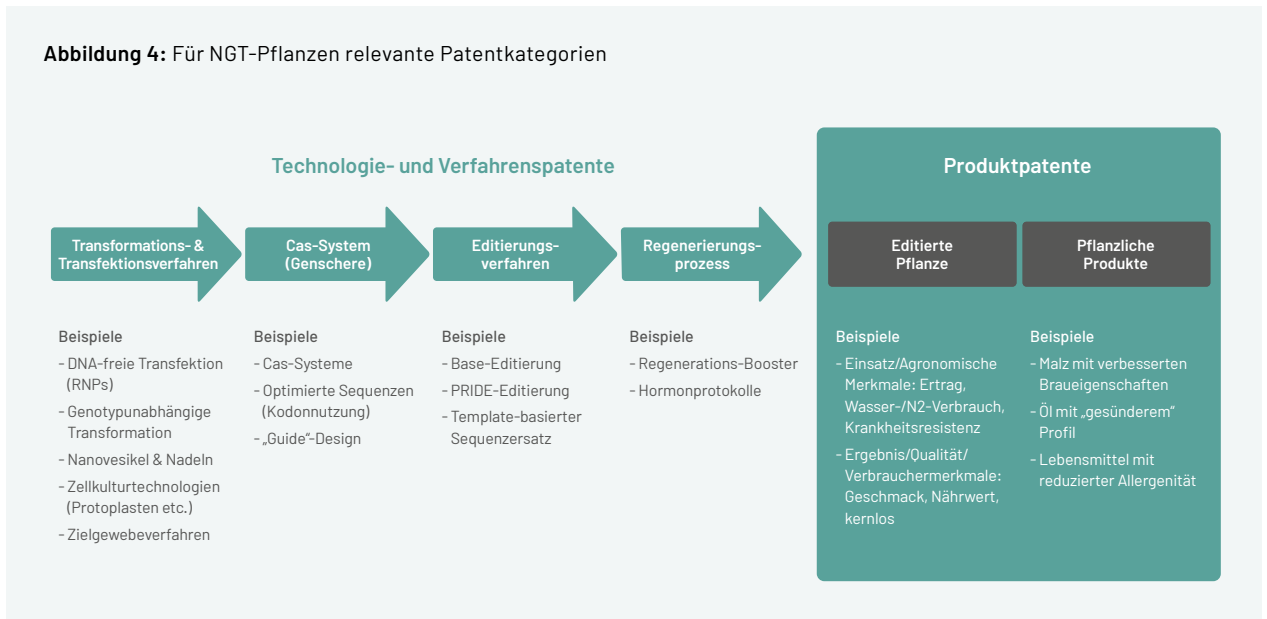 Abbildung 4: Für NGT-Pflanzen relevante Patentkategorien
Technologie- und Verfahrenspatente
Transformations- &
Transfektionsverfahren
Beispiele
- DNA-freie Transfektion
(RNPs)
- Genotypunabhängige
Transformation
- Nanovesikel & Nadeln
- Zellkulturtechnologien
(Protoplasten etc.)
- Zielgewebeverfahren
Cas-System
(Genschere)
Beispiele
- Cas-Systeme
- Optimierte Sequenzen
(Kodonnutzung)
- „Guide“-Design
Editierungs-
verfahren
Beispiele
- Base-Editierung
- PRIDE-Editierung
- Template-basierter
Sequenzersatz
Regenerierungs-
prozess
Beispiele
- Regenerations-Booster
- Hormonprotokolle
Produktpatente
Editierte
Pflanze
Beispiele
- Einsatz/Agronomische
Merkmale: Ertrag,
Wasser-/N2-Verbrauch,
Krankheitsresistenz
- Ergebnis/Qualität/
Verbrauchermerkmale:
Geschmack, Nährwert,
kernlos
Pflanzliche
Produkte
Beispiele
- Malz mit verbesserten
Braueigenschaften
- Öl mit „gesünderem“
Profil
- Lebensmittel mit
reduzierter Allergenität